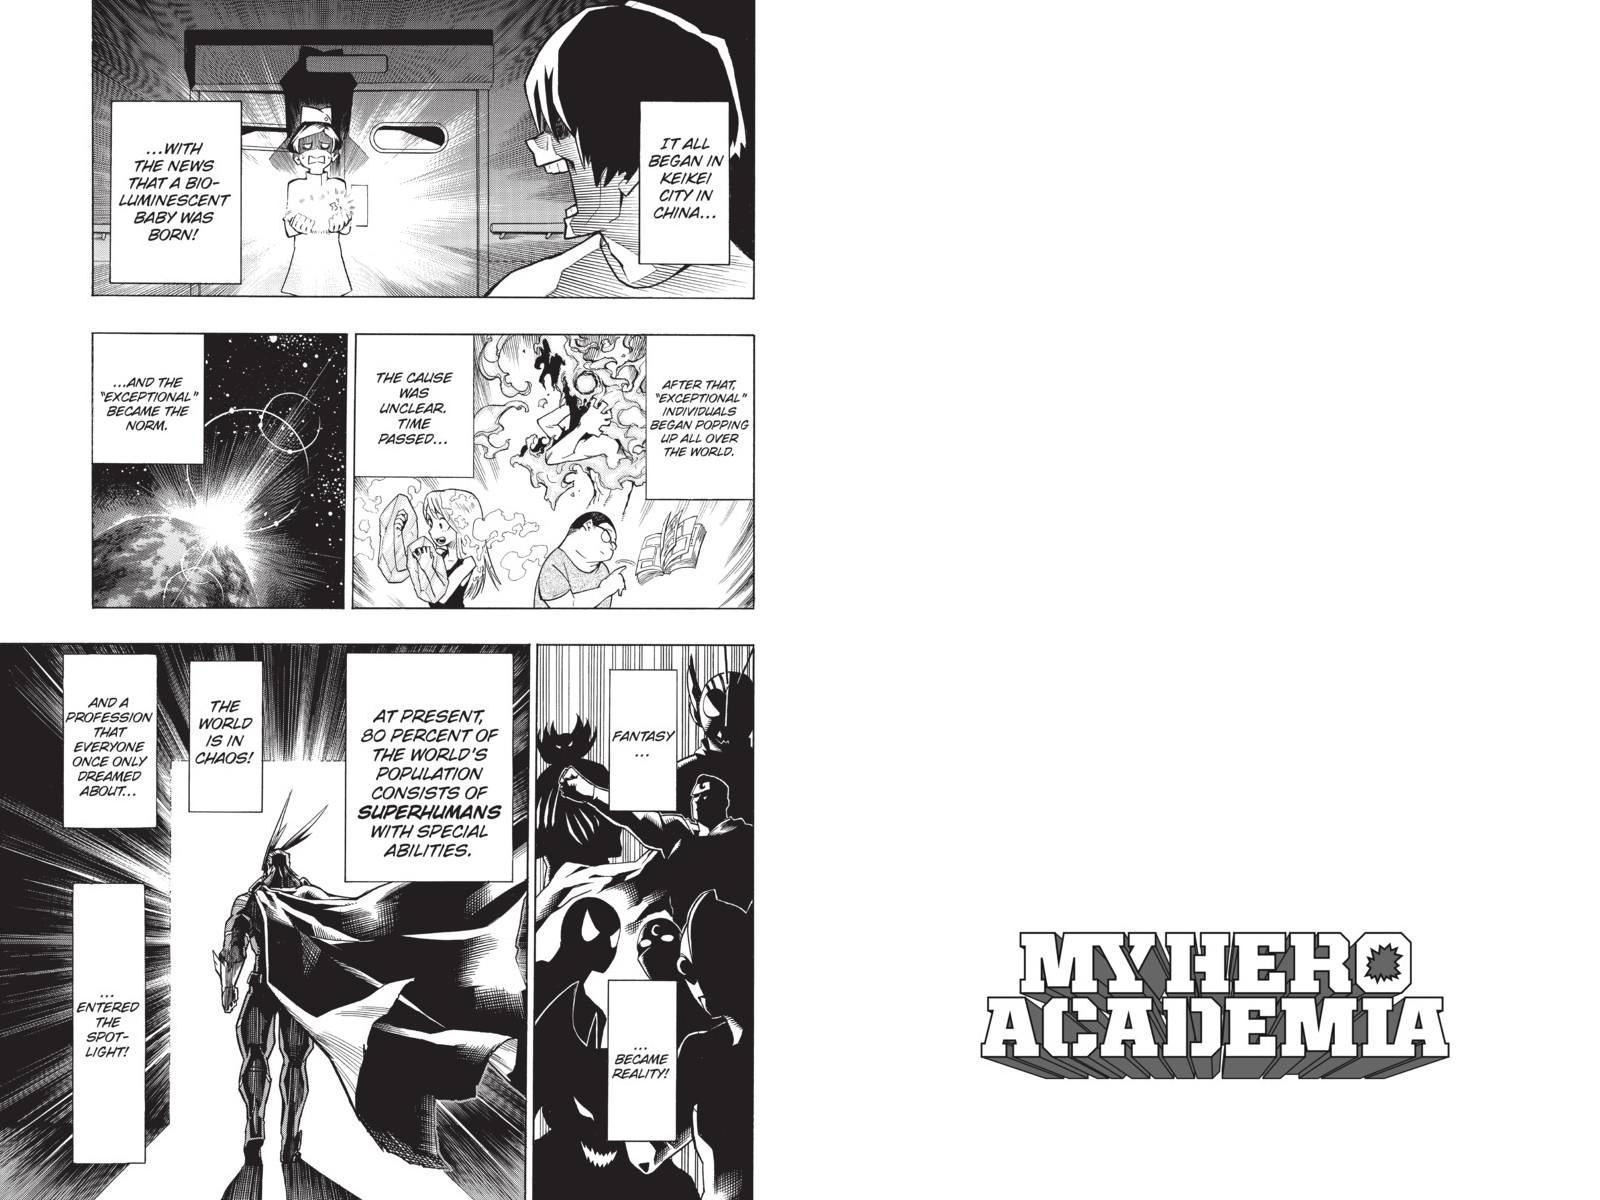 IT ALL
BEGAN IN
KEIKEI
CITY IN
CHINA...
...WITH
THE NEWS
THAT A BIO-
LUMINESCENT
BABY WAS
BORN!
AFTER THAT,
"EXCEPTIONAL"
INDIVIDUALS
BEGAN POPPING
UP ALL OVER
THE WORLD.
THE CAUSE
WAS
UNCLEAR.
TIME
PASSED...
...AND THE
"EXCEPTIONAL"
BECAME THE
NORM.
FANTASY
...
...
BECAME
REALITY!
AT PRESENT,
80 PERCENT OF
THE WORLD'S
POPULATION
CONSISTS OF
SUPERHUMANS
WITH SPECIAL
ABILITIES.
THE
WORLD
IS IN
CHAOS!
AND A
PROFESSION
THAT
EVERYONE
ONCE ONLY
DREAMED
ABOUT...
...
ENTERED
THE
SPOT-
LIGHT!
MY HERO
ACADEMIA